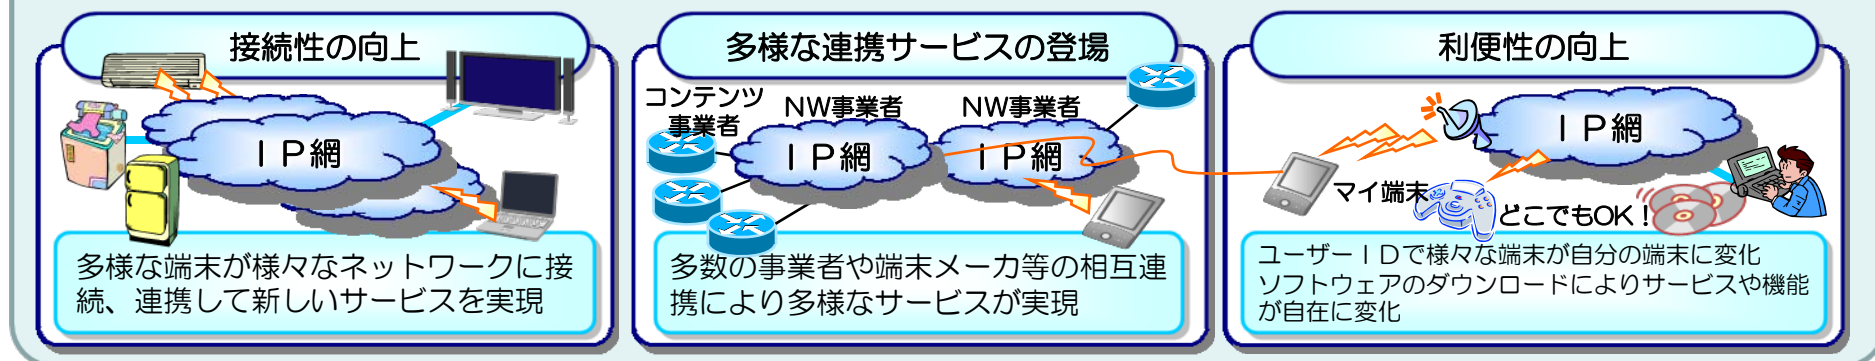 接続性の向上
IP網
多様な端末が様々なネットワークに接
続、連携して新しいサービスを実現
多様な連携サービスの登場
コンテンツ
事業者
NW事業者
NW事業者
IP網
IP網
多数の事業者や端末メーカ等の相互連
携により多様なサービスが実現
利便性の向上
IP網
マイ端末
どこでもOK!
ユーザーIDで様々な端末が自分の端末に変化
ソフトウェアのダウンロードによりサービスや機能
が自在に変化